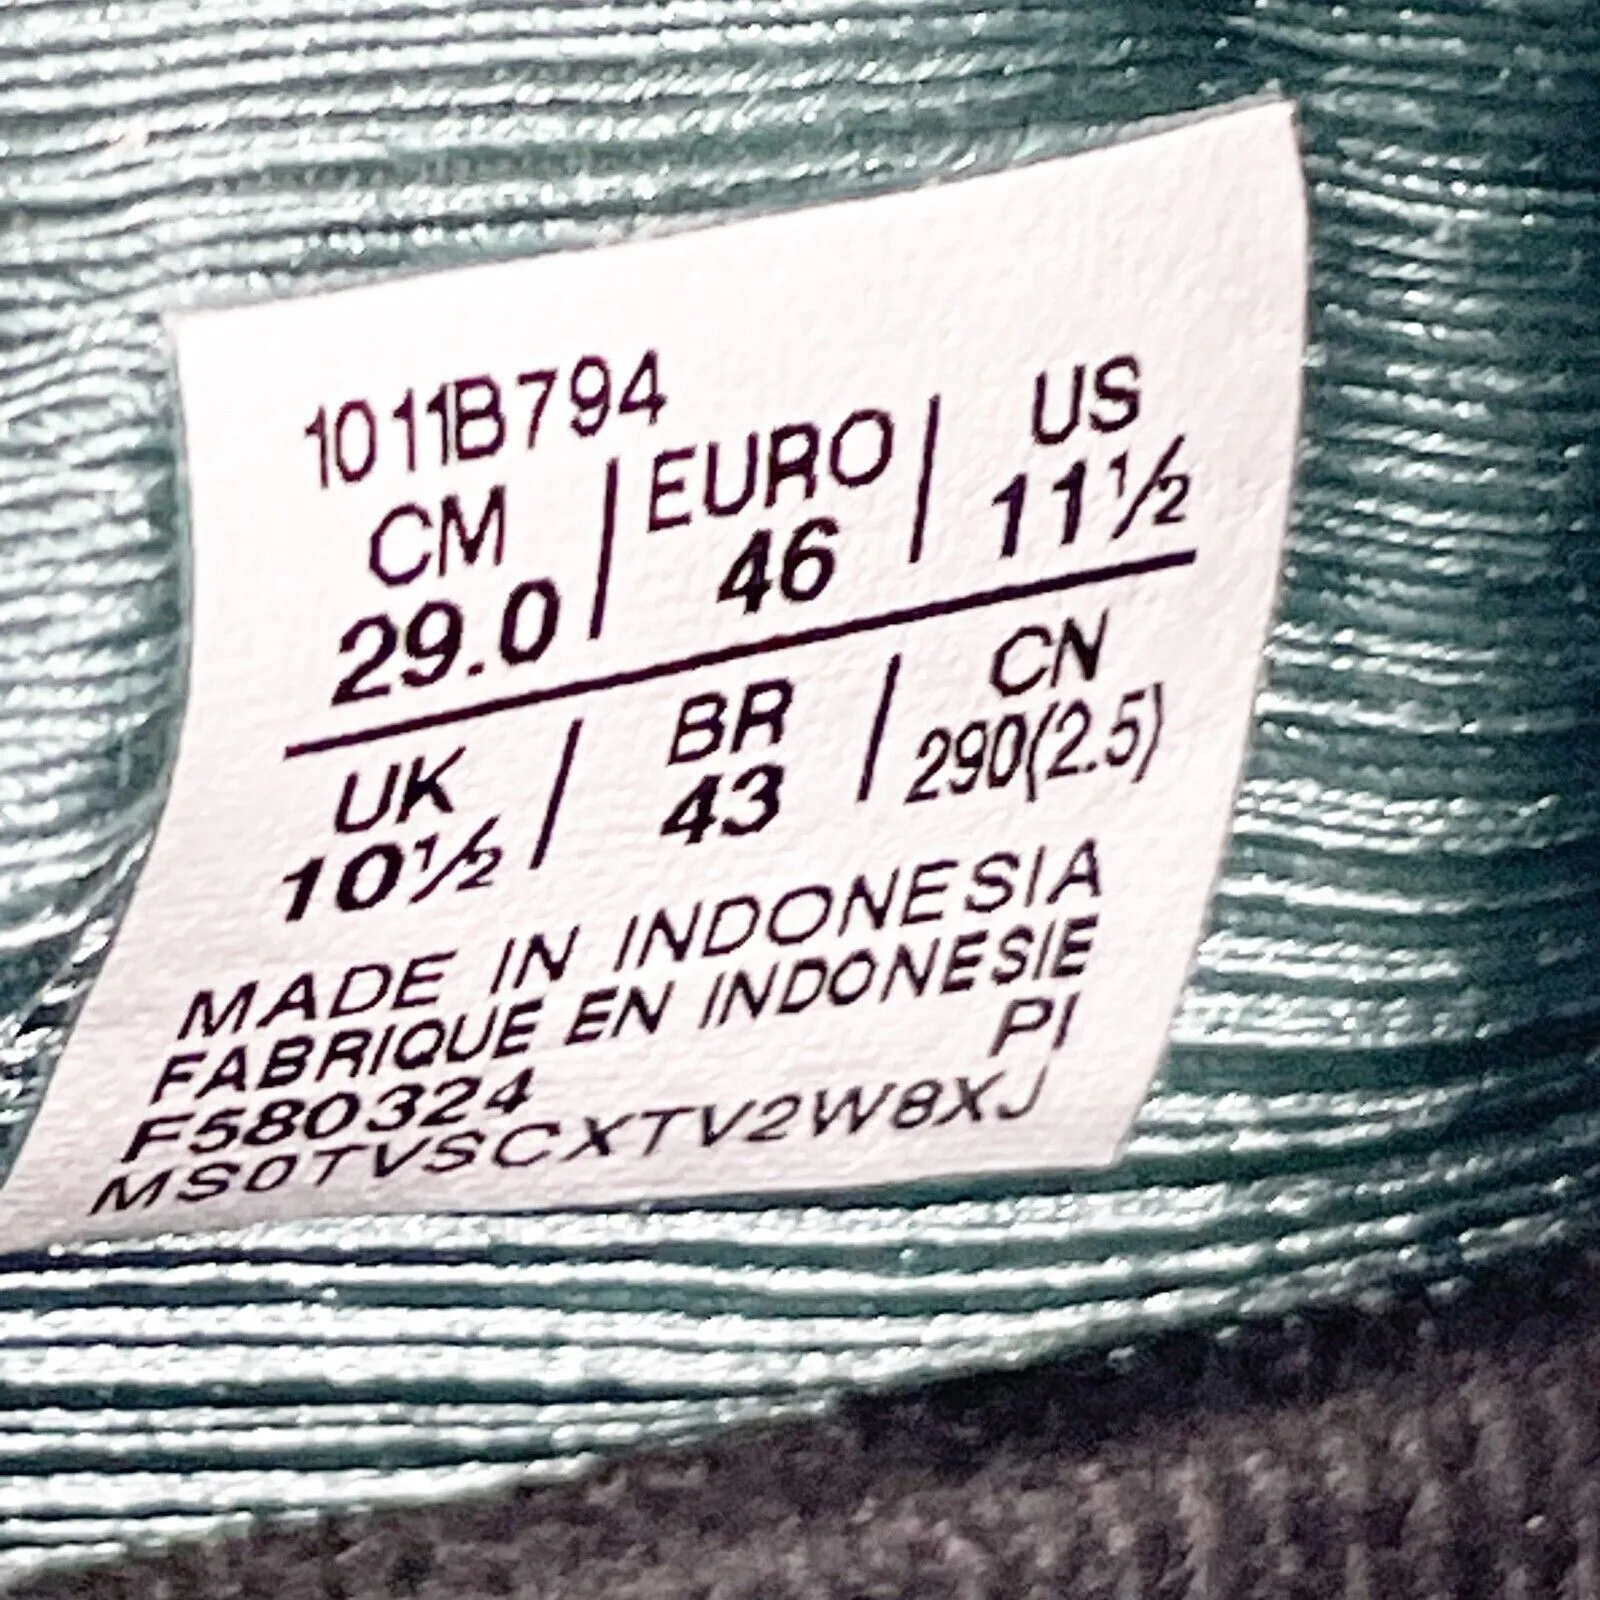 1011B794
CM | EURO | US
29.0 | 46 | 11½
UK | BR | CN
10½ | 43 | 290(2.5)
MADE IN INDONESIA
FABRIQUE EN INDONESIE
PI
F580324
MS0TVSCXTV2W8XJ